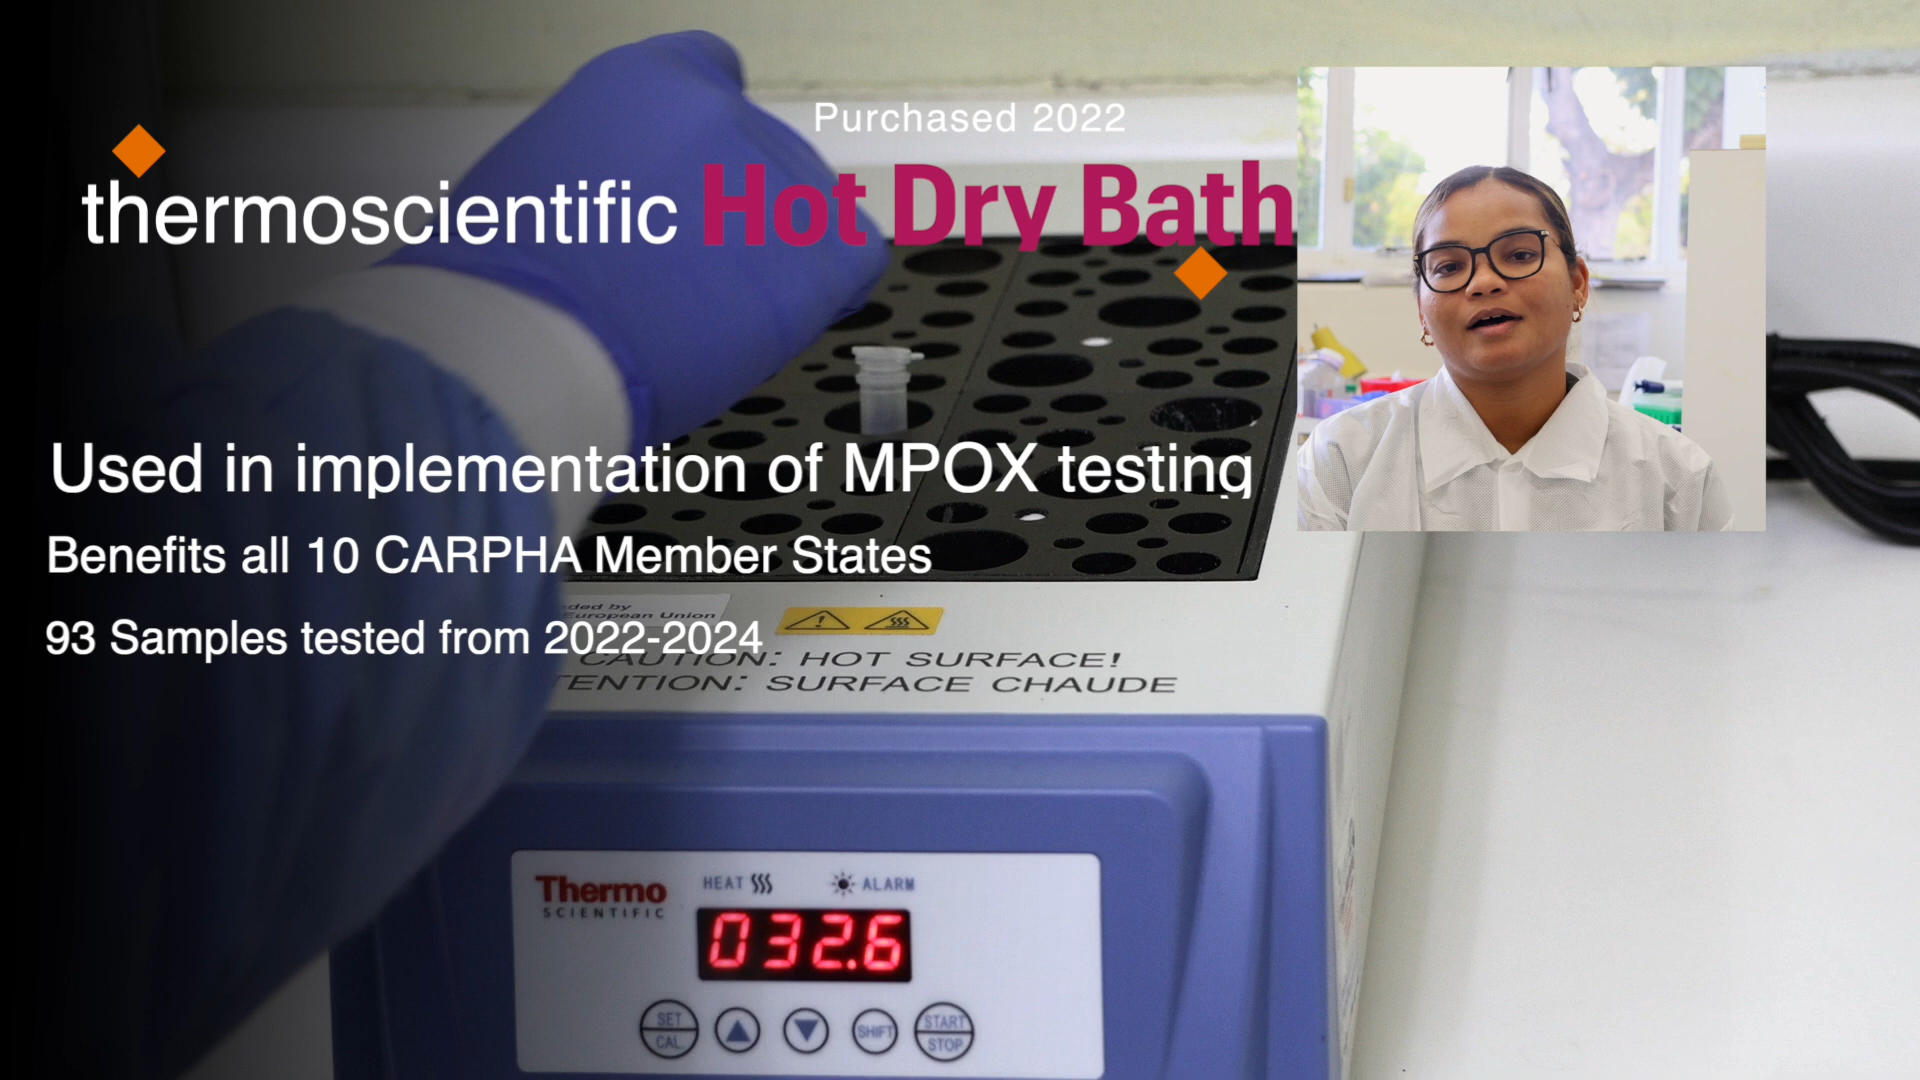 Purchased 2022
thermoscientific Hot Dry Bath
Used in implementation of MPOX testing
Benefits all 10 CARPHA Member States
93 Samples tested from 2022-2024
European Union
CAUTION: HOT SURFACE!
SURFACE CHAUDE
HEAT ALARM
Thermo
SCIENTIFIC
032.6
SET
CAL
SHIFT
START
STOP